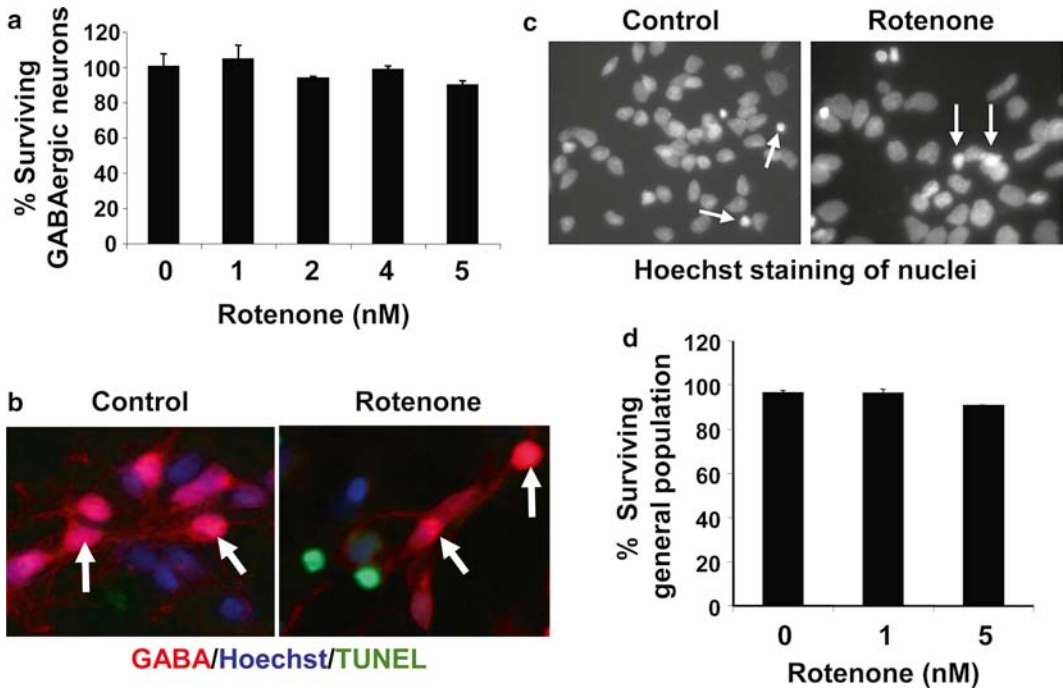 a
% Surviving
GABAergic neurons
120
100
80
60
40
20
0
0 1 2 4 5
Rotenone (nM)
b
Control Rotenone
GABA/Hoechst/TUNEL
c
Control Rotenone
Hoechst staining of nuclei
d
% Surviving
general population
120
100
80
60
40
20
0
0 1 5
Rotenone (nM)